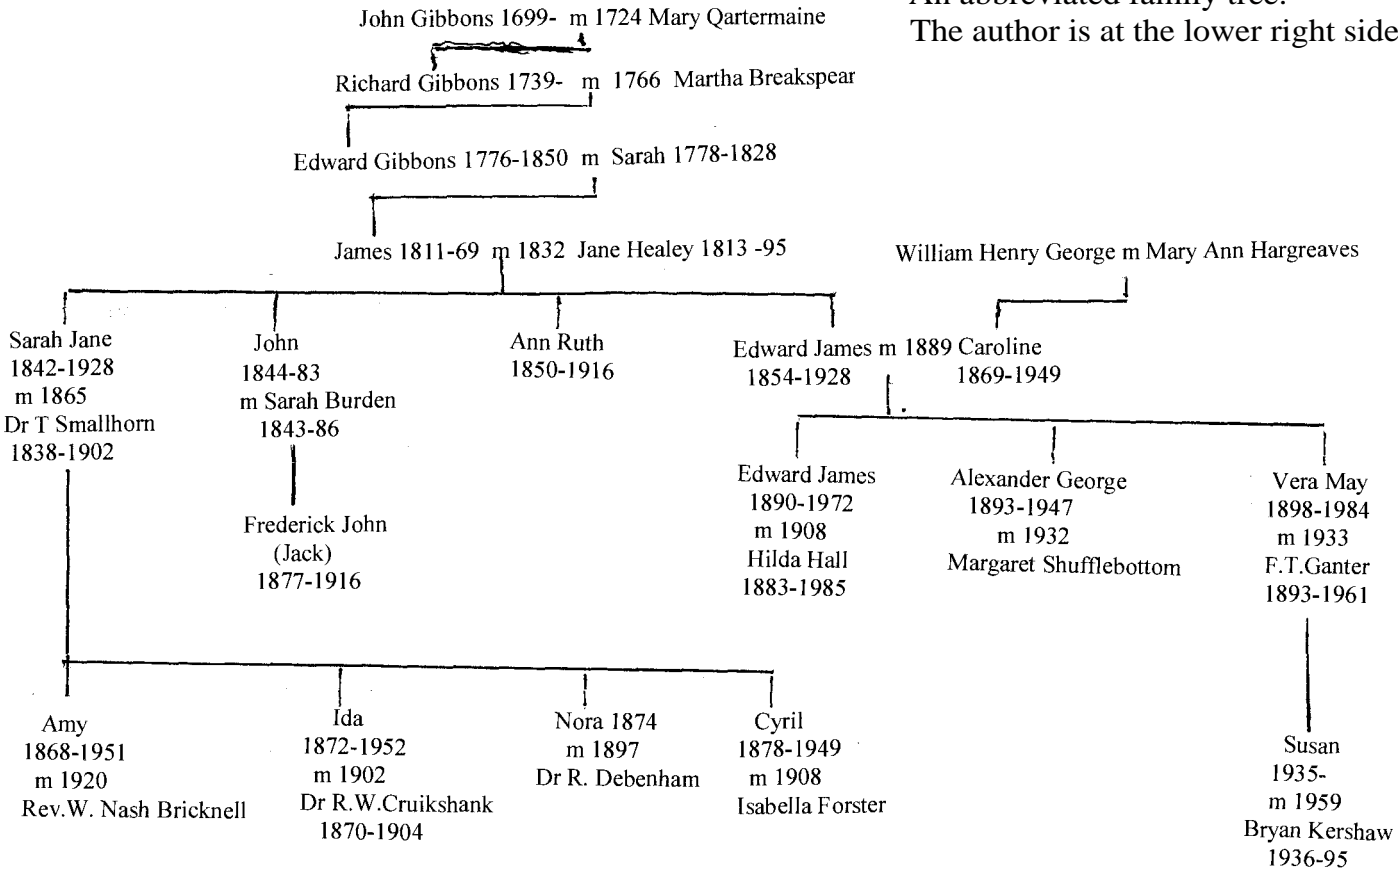 An abbreviated family tree.
The author is at the lower right side
John Gibbons 1699- m 1724 Mary Qartermaine
Richard Gibbons 1739- m 1766 Martha Breakspear
Edward Gibbons 1776-1850 m Sarah 1778-1828
James 1811-69 m 1832 Jane Healey 1813 -95
William Henry George m Mary Ann Hargreaves
Sarah Jane
1842-1928
m 1865
Dr T Smallhorn
1838-1902
John
1844-83
m Sarah Burden
1843-86
Ann Ruth
1850-1916
Edward James m 1889 Caroline
1854-1928 1869-1949
Frederick John
(Jack)
1877-1916
Edward James
1890-1972
m 1908
Hilda Hall
1883-1985
Alexander George
1893-1947
m 1932
Margaret Shufflebottom
Vera May
1898-1984
m 1933
F.T.Ganter
1893-1961
Amy
1868-1951
m 1920
Rev.W. Nash Bricknell
Ida
1872-1952
m 1902
Dr R.W.Cruikshank
1870-1904
Nora 1874
m 1897
Dr R. Debenham
Cyril
1878-1949
m 1908
Isabella Forster
Susan
1935-
m 1959
Bryan Kershaw
1936-95